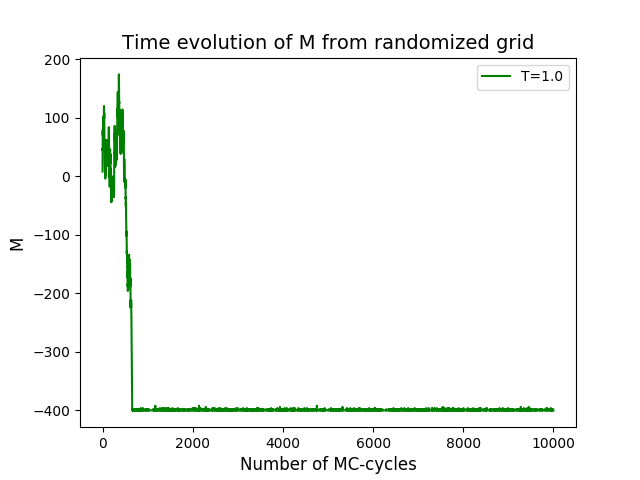 Time evolution of M from randomized grid
T=1.0
200
100
0
−100
−200
−300
−400
M
0 2000 4000 6000 8000 10000
Number of MC-cycles